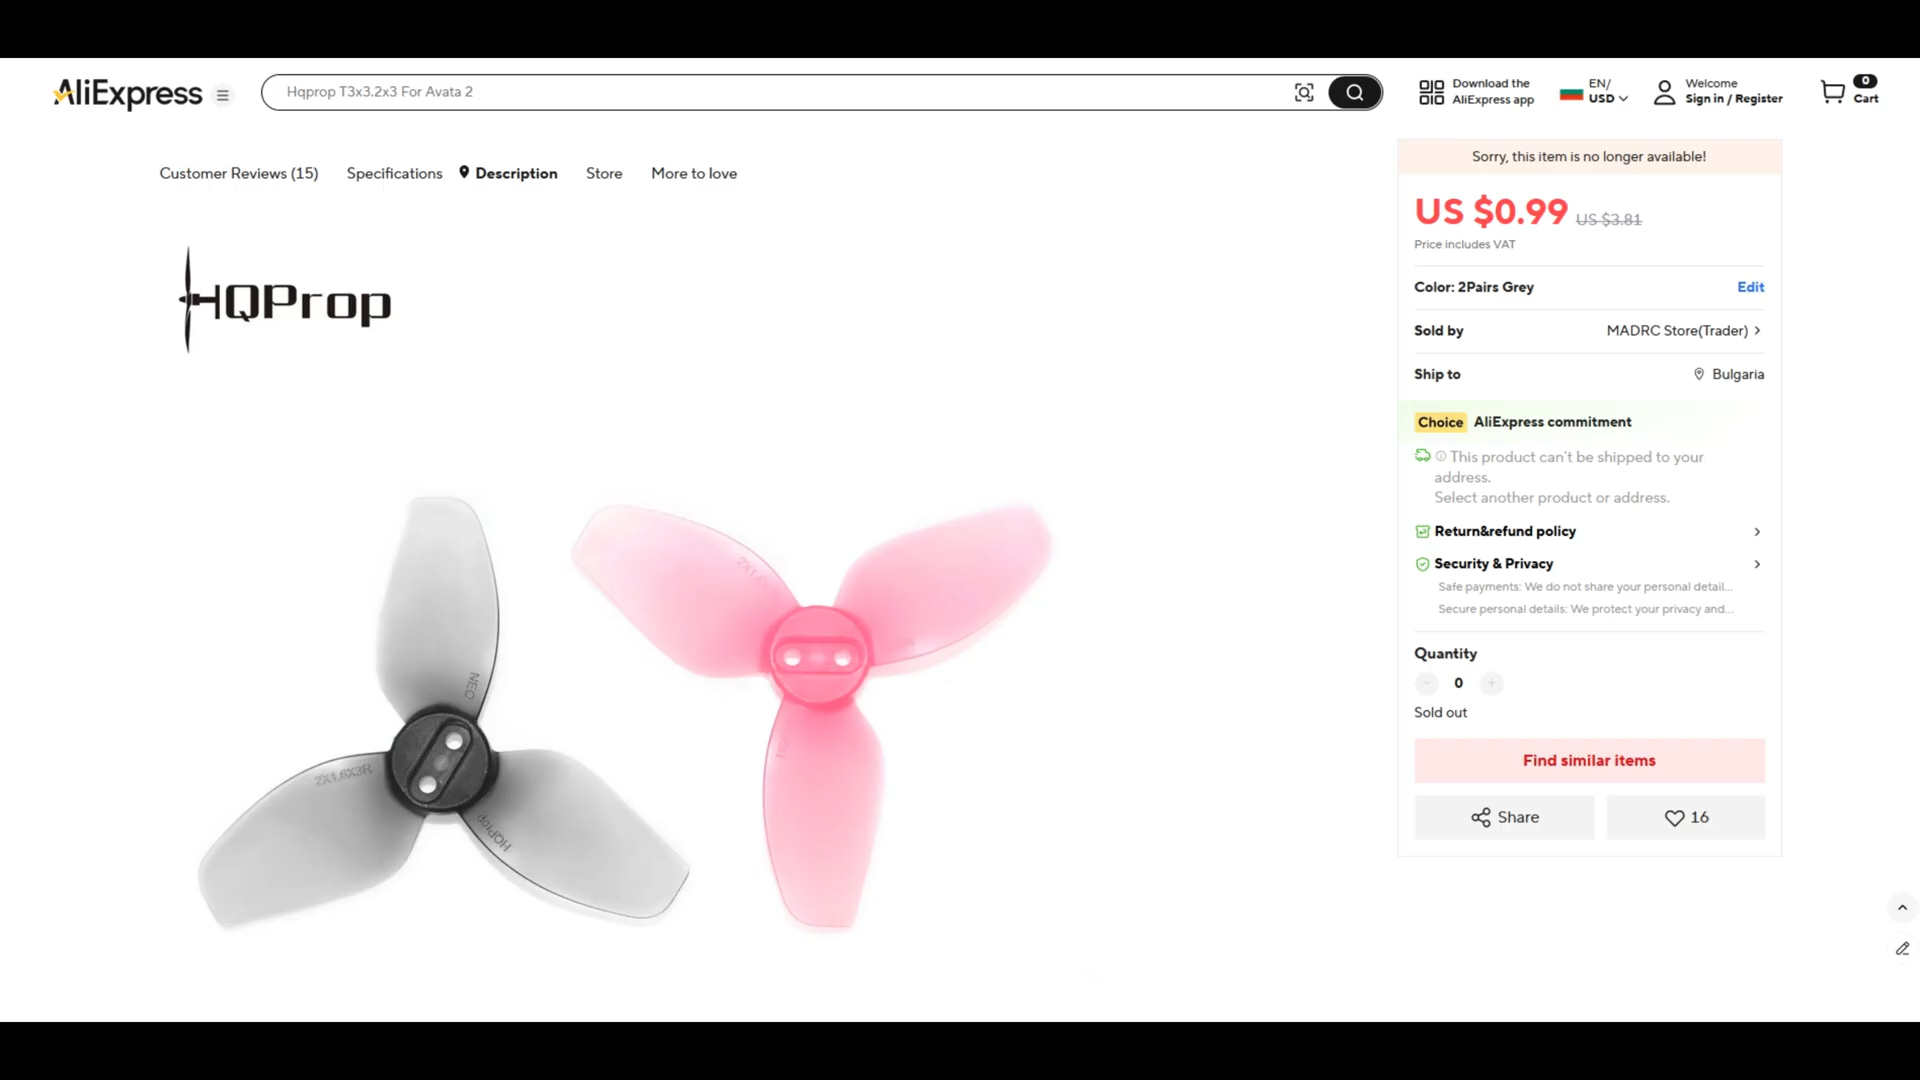 AliExpress
Hqprop T3x3.2x3 For Avata 2
Download the
AliExpress app
EN/
USD
Welcome
Sign in / Register
0
Cart
Customer Reviews (15)
Specifications
Description
Store
More to love
HQProp
NEO
2X1.6X3R
HQProp
Sorry, this item is no longer available!
US $0.99 US $3.81
Price includes VAT
Color: 2Pairs Grey
Edit
Sold by
MADRC Store(Trader)
Ship to
Bulgaria
Choice AliExpress commitment
This product can't be shipped to your
address.
Select another product or address.
Return&refund policy
Security & Privacy
Safe payments: We do not share your personal detail...
Secure personal details: We protect your privacy and...
Quantity
- 0 +
Sold out
Find similar items
Share
16